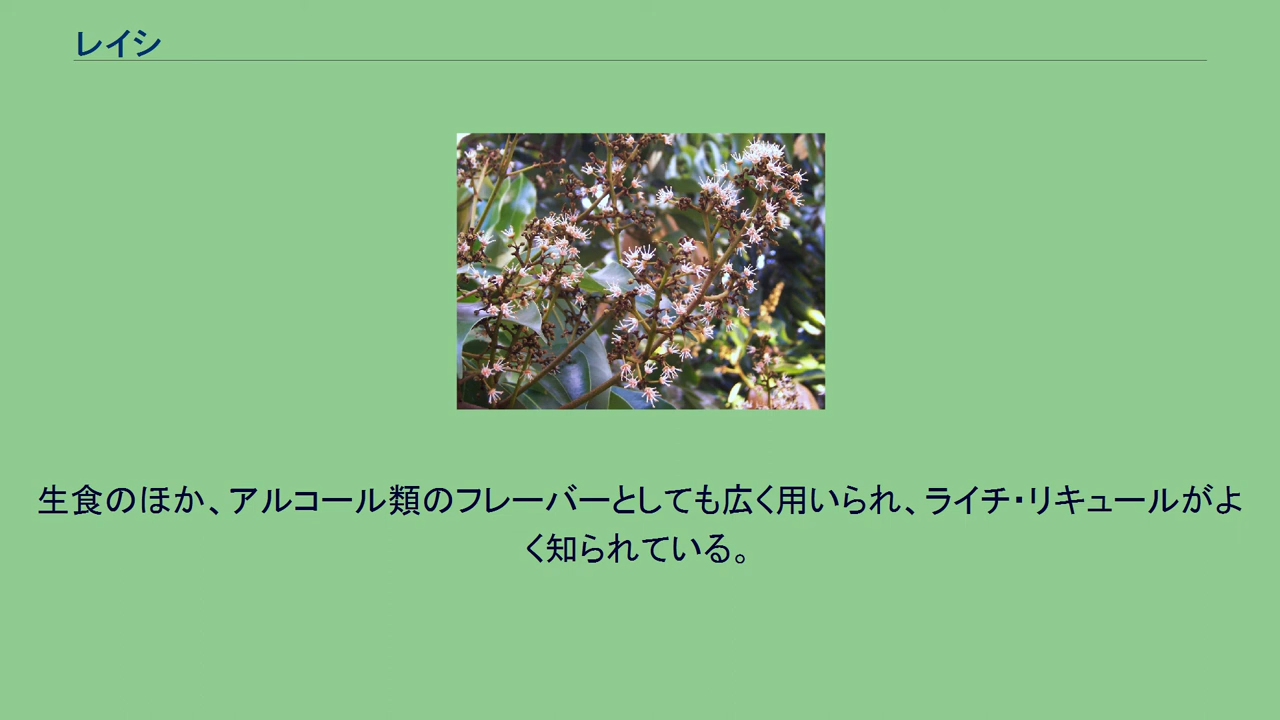 レイシ
生食のほか、アルコール類のフレーバーとしても広く用いられ、ライチ・リキュールがよ
く知られている。